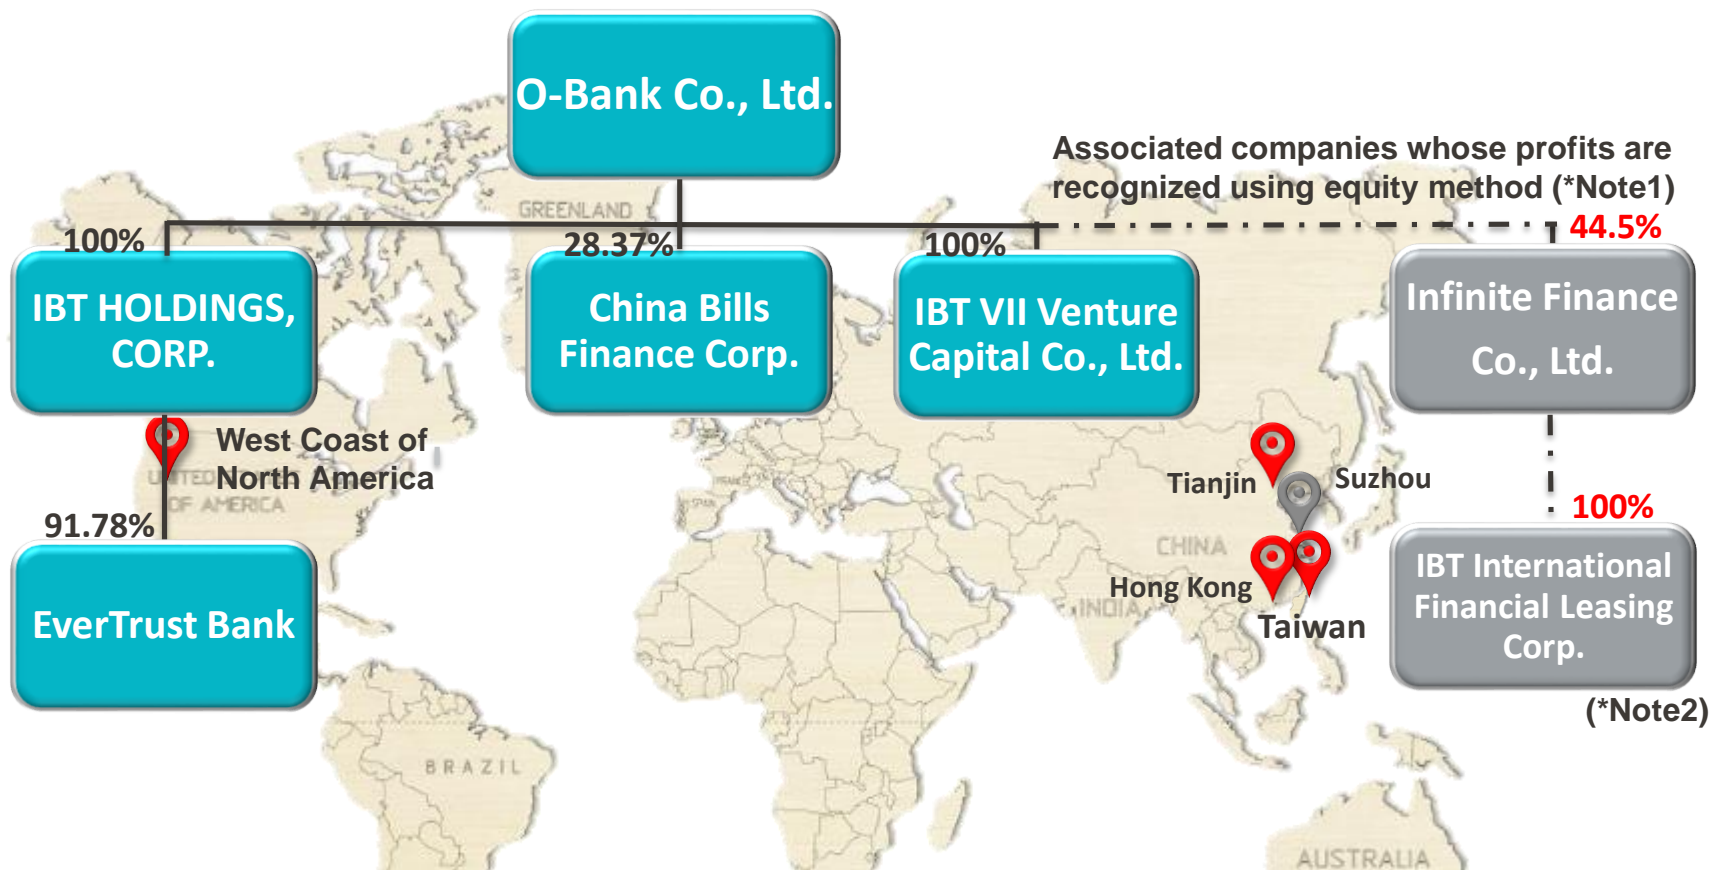 O-Bank Co., Ltd.
Associated companies whose profits are
recognized using equity method (*Note1)
GREENLAND
100%
28.37%
100%
44.5%
IBT HOLDINGS,
CORP.
China Bills
Finance Corp.
IBT VII Venture
Capital Co., Ltd.
Infinite Finance
Co., Ltd.
West Coast of
North America
UNITED
OF AMERICA
Tianjin
Suzhou
91.78%
100%
EverTrust Bank
CHINA
Hong Kong
INDIA
Taiwan
IBT International
Financial Leasing
Corp.
(*Note2)
BRAZIL
AUSTRALIA